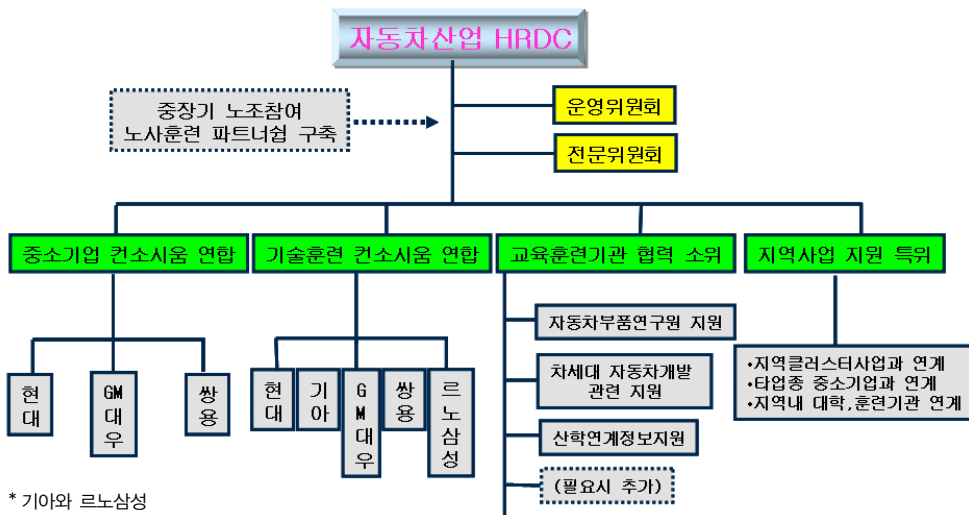 자동차산업 HRDC
중장기 노조참여
노사훈련 파트너쉽 구축
운영위원회
전문위원회
중소기업 컨소시움 연합
기술훈련 컨소시움 연합
교육훈련기관 협력 소위
지역사업 지원 특위
현대
GM대우
쌍용
현대
기아
GM대우
쌍용
르노삼성
자동차부품연구원 지원
차세대 자동차개발
관련 지원
산학연계정보지원
(필요시 추가)
•지역클러스터사업과 연계
•타업종 중소기업과 연계
•지역내 대학,훈련기관 연계
* 기아와 르노삼성